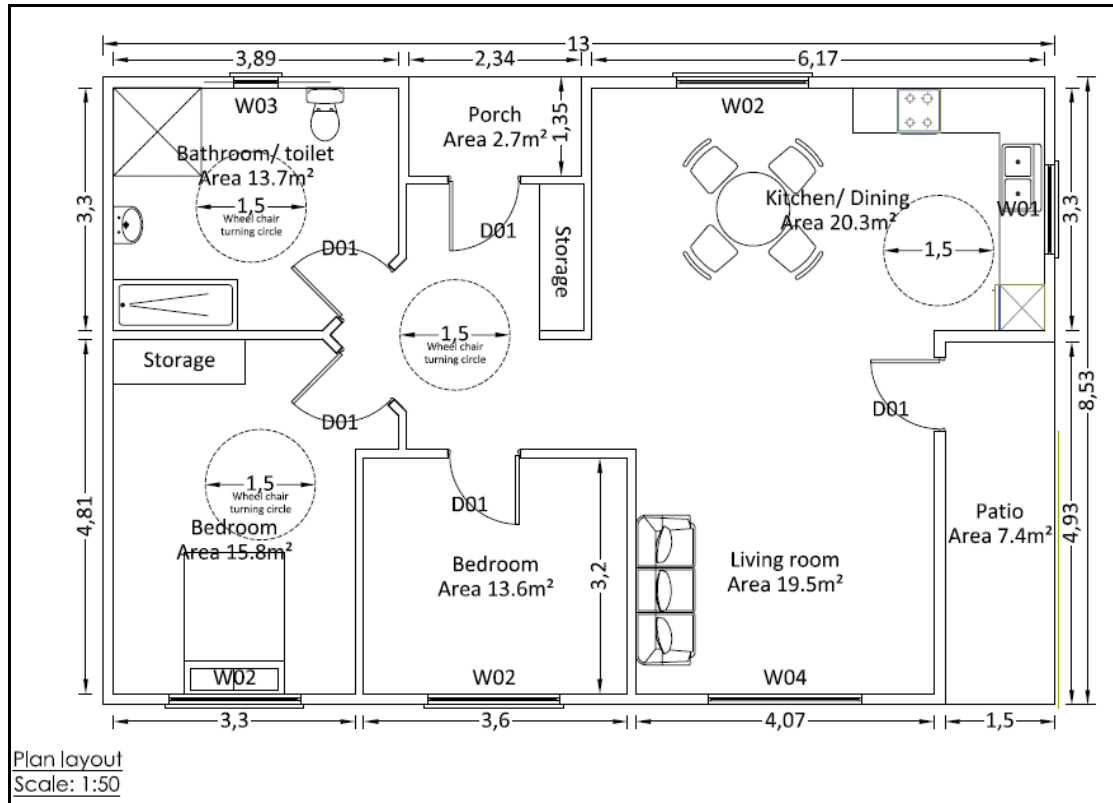 13
3,89
2,34
6,17
W03
W02
Porch
Area 2.7m²
1,35
Bathroom/ toilet
Area 13.7m²
1,5
Wheel chair
turning circle
3,3
D01
D01
Storage
Kitchen/ Dining
Area 20.3m²
W01
3,3
1,5
1,5
Wheel chair
turning circle
Storage
D01
D01
8,53
1,5
Wheel chair
turning circle
4,81
Bedroom
Area 15.8m²
D01
Bedroom
Area 13.6m²
3,2
Living room
Area 19.5m²
Patio
Area 7.4m²
4,93
W02
W02
W04
3,3
3,6
4,07
1,5
Plan layout
Scale: 1:50